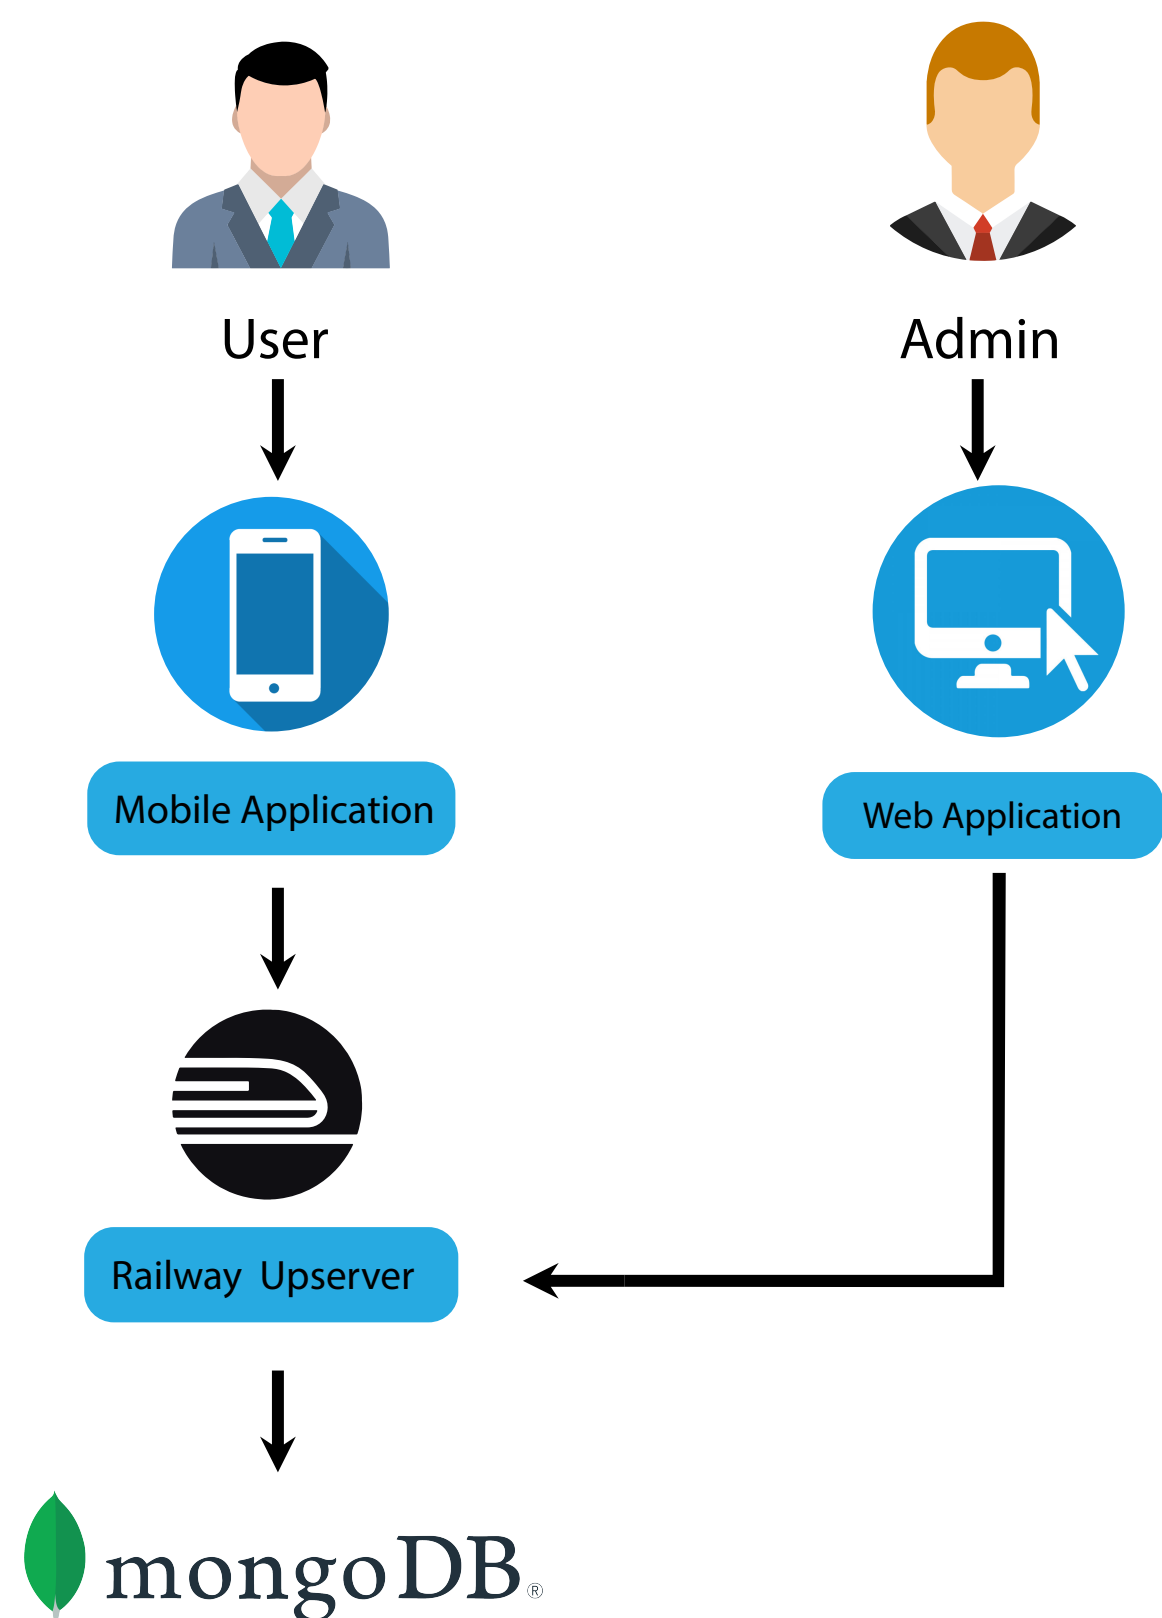 User
Admin
Mobile Application
Web Application
Railway Upserver
mongoDB®